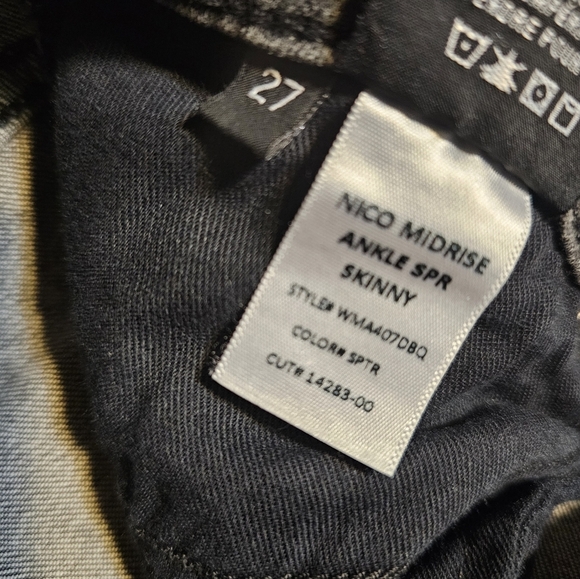 27
NICO MIDRISE
ANKLE SPR
SKINNY
STYLE# WMA407DBQ
COLOR# SPTR
CUT# 14283-00